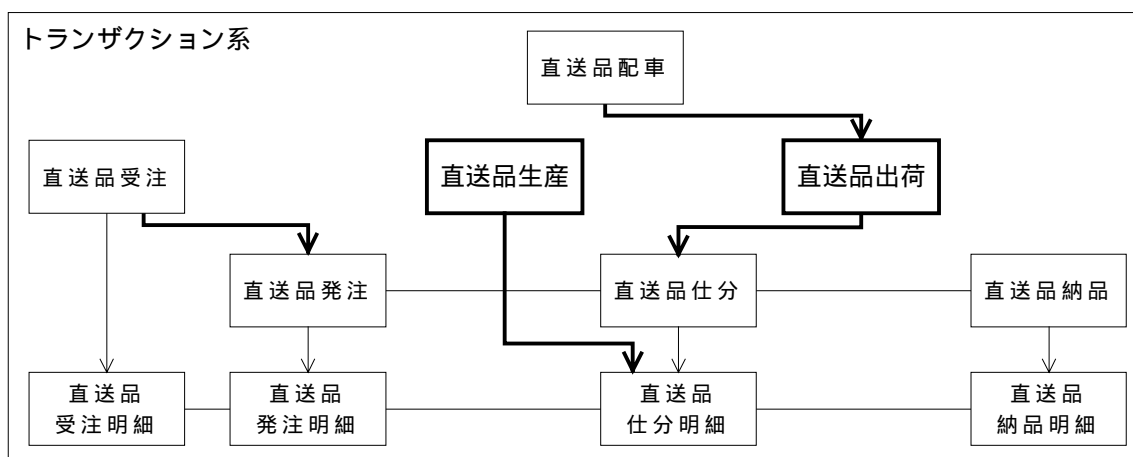 トランザクション系
直送品配車
直送品受注
直送品生産
直送品出荷
直送品発注
直送品仕分
直送品納品
直送品
受注明細
直送品
発注明細
直送品
仕分明細
直送品
納品明細